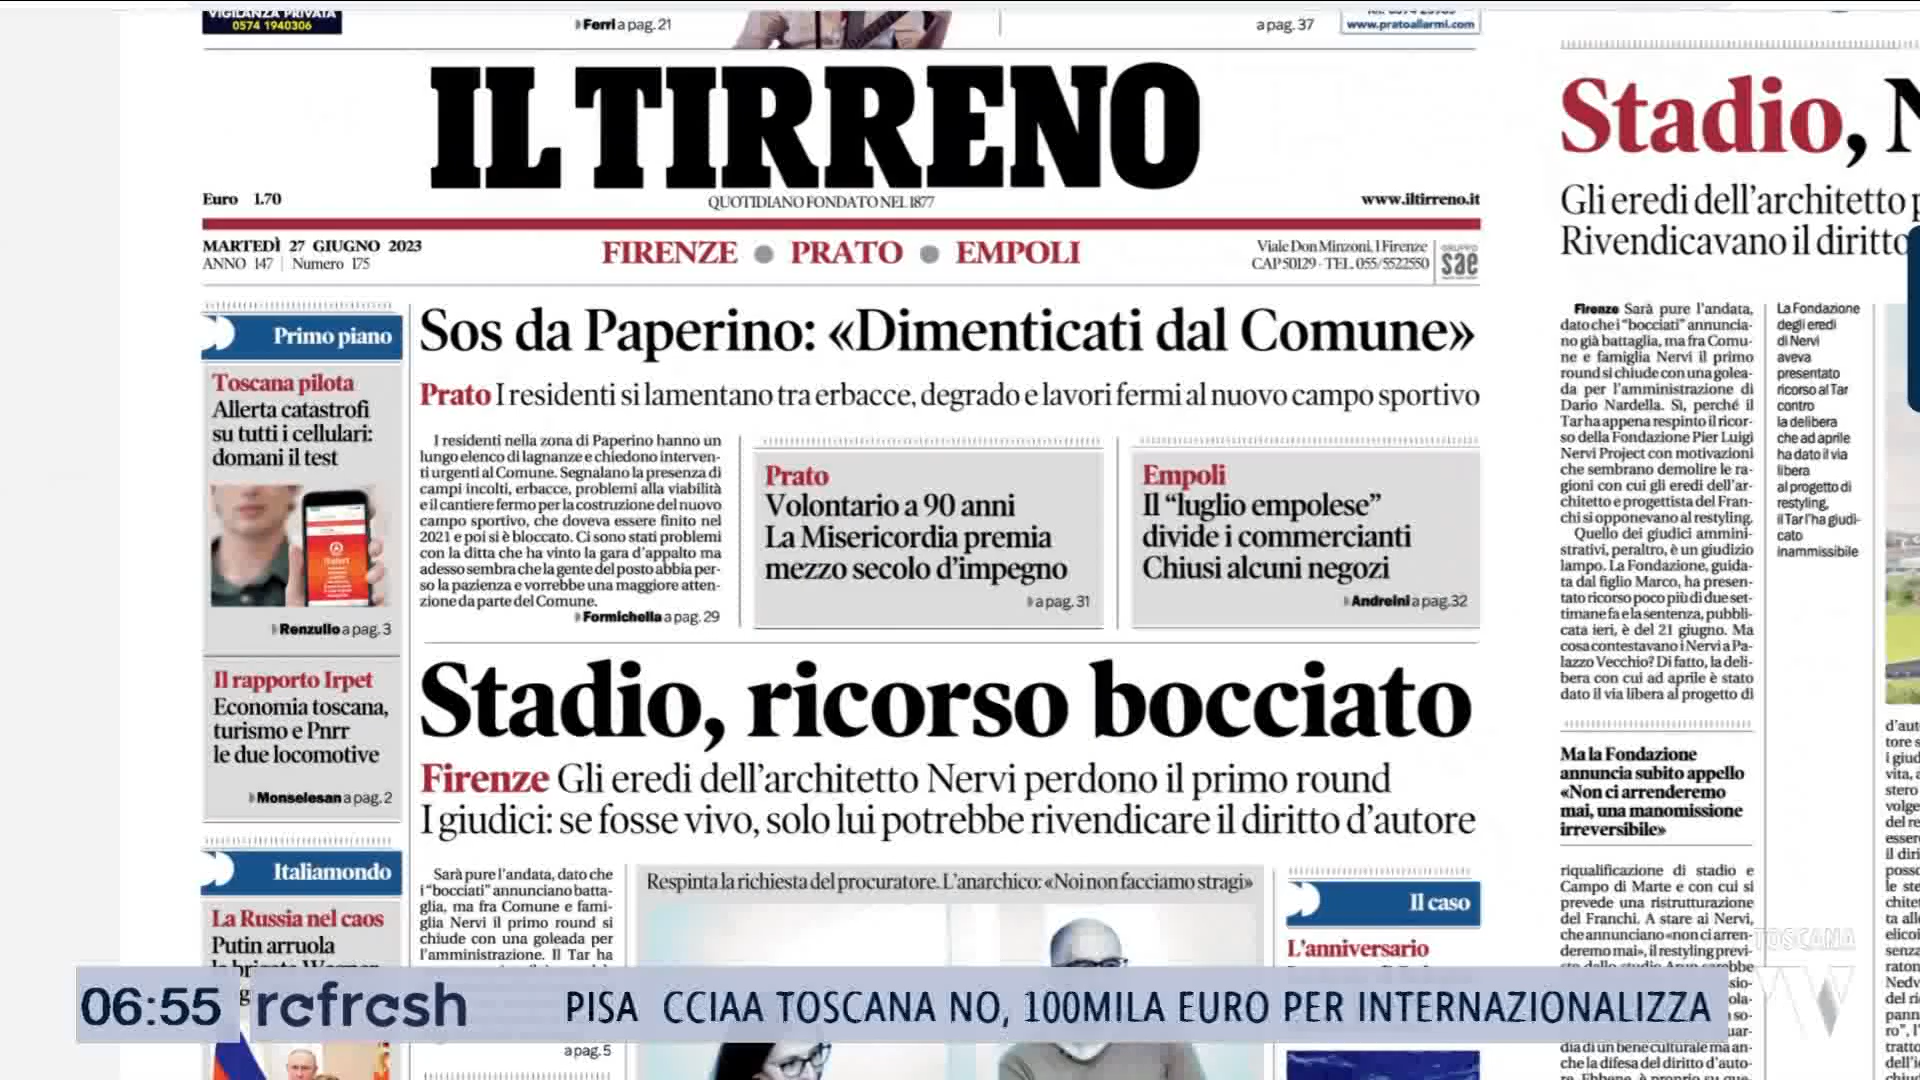 VIGILANZA PRIVATA
0574 1940306
Ferri a pag. 21
a pag. 37
www.pratoallarmi.com
IL TIRRENO
Euro 1.70
QUOTIDIANO FONDATO NEL 1877
www.iltirreno.it
MARTEDÌ 27 GIUGNO 2023
ANNO 147 | Numero 175
FIRENZE ● PRATO ● EMPOLI
Viale Don Minzoni, 1 Firenze
CAP 50129 - TEL. 055/5522550
GRUPPO
sae
Primo piano
Toscana pilota
Allerta catastrofi
su tutti i cellulari:
domani il test
Renzullo a pag. 3
Il rapporto Irpet
Economia toscana,
turismo e Pnrr
le due locomotive
Monselesan a pag. 2
Italiamondo
La Russia nel caos
Putin arruola
Sos da Paperino: «Dimenticati dal Comune»
Prato I residenti si lamentano tra erbacce, degrado e lavori fermi al nuovo campo sportivo
I residenti nella zona di Paperino hanno un
lungo elenco di lagnanze e chiedono interven-
ti urgenti al Comune. Segnalano la presenza di
campi incolti, erbacce, problemi alla viabilità
e il cantiere fermo per la costruzione del nuovo
campo sportivo, che doveva essere finito nel
2021 e poi si è bloccato. Ci sono stati problemi
con la ditta che ha vinto la gara d'appalto ma
adesso sembra che la gente del posto abbia per-
so la pazienza e vorrebbe una maggiore atten-
zione da parte del Comune.
Formichella a pag. 29
Prato
Volontario a 90 anni
La Misericordia premia
mezzo secolo d'impegno
a pag. 31
Empoli
Il “luglio empolese”
divide i commercianti
Chiusi alcuni negozi
Andreini a pag. 32
Stadio, ricorso bocciato
Firenze Gli eredi dell'architetto Nervi perdono il primo round
I giudici: se fosse vivo, solo lui potrebbe rivendicare il diritto d'autore
Sarà pure l'andata, dato che
i “bocciati” annunciano batta-
glia, ma fra Comune e fami-
glia Nervi il primo round si
chiude con una goleada per
l'amministrazione. Il Tar ha
a pag. 5
Respinta la richiesta del procuratore. L'anarchico: «Noi non facciamo stragi»
Il caso
L'anniversario
Stadio,
Gli eredi dell'architetto
Rivendicavano il diritto
Firenze Sarà pure l'andata,
dato che i “bocciati” annuncia-
no già battaglia, ma fra Comu-
ne e famiglia Nervi il primo
round si chiude con una golea-
da per l'amministrazione di
Dario Nardella. Sì, perché il
Tar ha appena respinto il ricor-
so della Fondazione Pier Luigi
Nervi Project con motivazioni
che sembrano demolire le ra-
gioni con cui gli eredi dell'ar-
chitetto e progettista del Fran-
chi si opponevano al restyling.
Quello dei giudici ammini-
strativi, peraltro, è un giudizio
lampo. La Fondazione, guida-
ta dal figlio Marco, ha presen-
tato ricorso poco più di due set-
timane fa e la sentenza, pubbli-
cata ieri, è del 21 giugno. Ma
cosa contestavano i Nervi a Pa-
lazzo Vecchio? Di fatto, la deli-
bera con cui ad aprile è stato
dato il via libera al progetto di
Ma la Fondazione
annuncia subito appello
«Non ci arrenderemo
mai, una manomissione
irreversibile»
riqualificazione di stadio e
Campo di Marte e con cui si
prevede una ristrutturazione
del Franchi. A stare ai Nervi,
che annunciano «non ci arren-
deremo mai», il restyling previ-
di di un bene culturale ma an-
che la difesa del diritto d'auto-
La Fondazione
degli eredi
di Nervi
aveva
presentato
ricorso al Tar
contro
la delibera
che ad aprile
ha dato il via
libera
al progetto di
restyling,
il Tar l'ha giudi-
cato
inammissibile
TOSCANA
TV
06:55 refresh PISA CCIAA TOSCANA NO, 100MILA EURO PER INTERNAZIONALIZZA